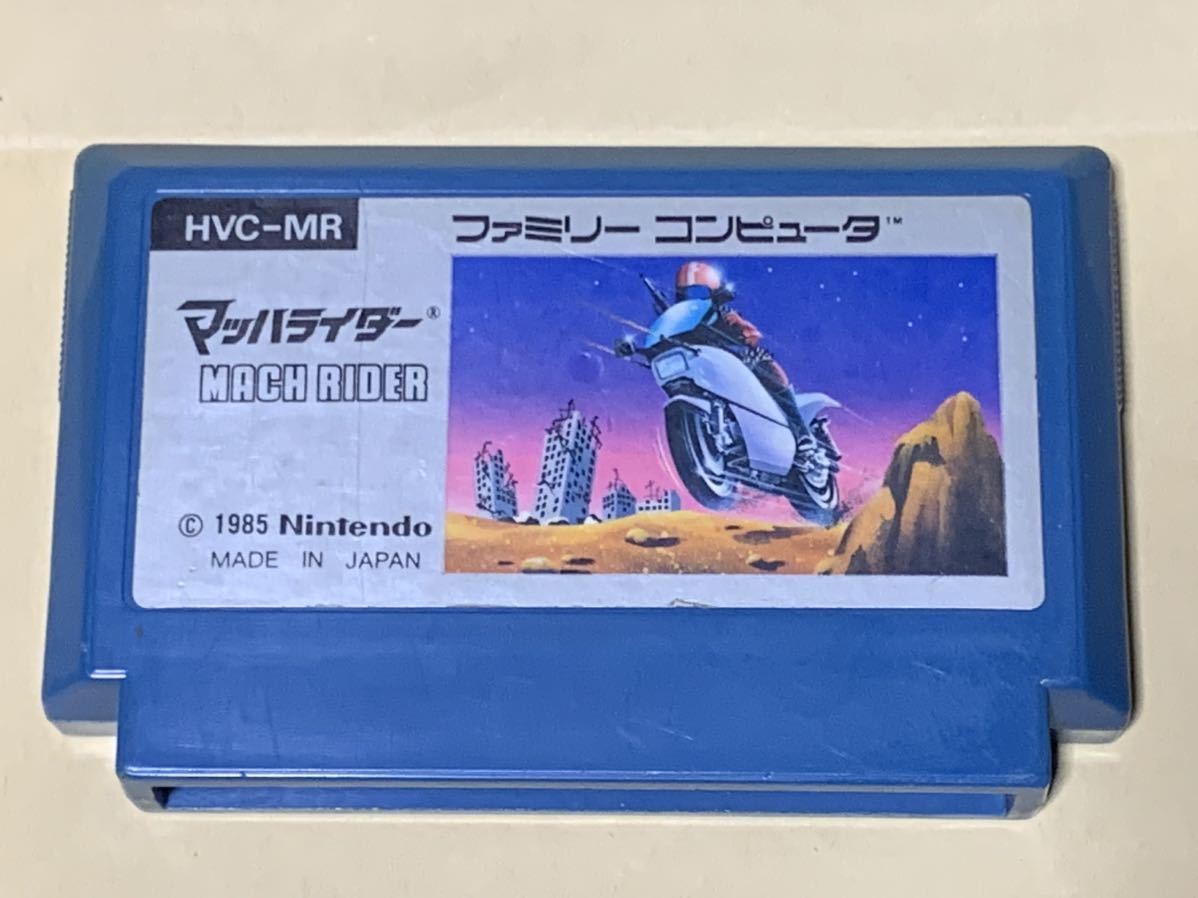 HVC-MR
ファミリー コンピュータ™
マッハライダー®
MACH RIDER
© 1985 Nintendo
MADE IN JAPAN